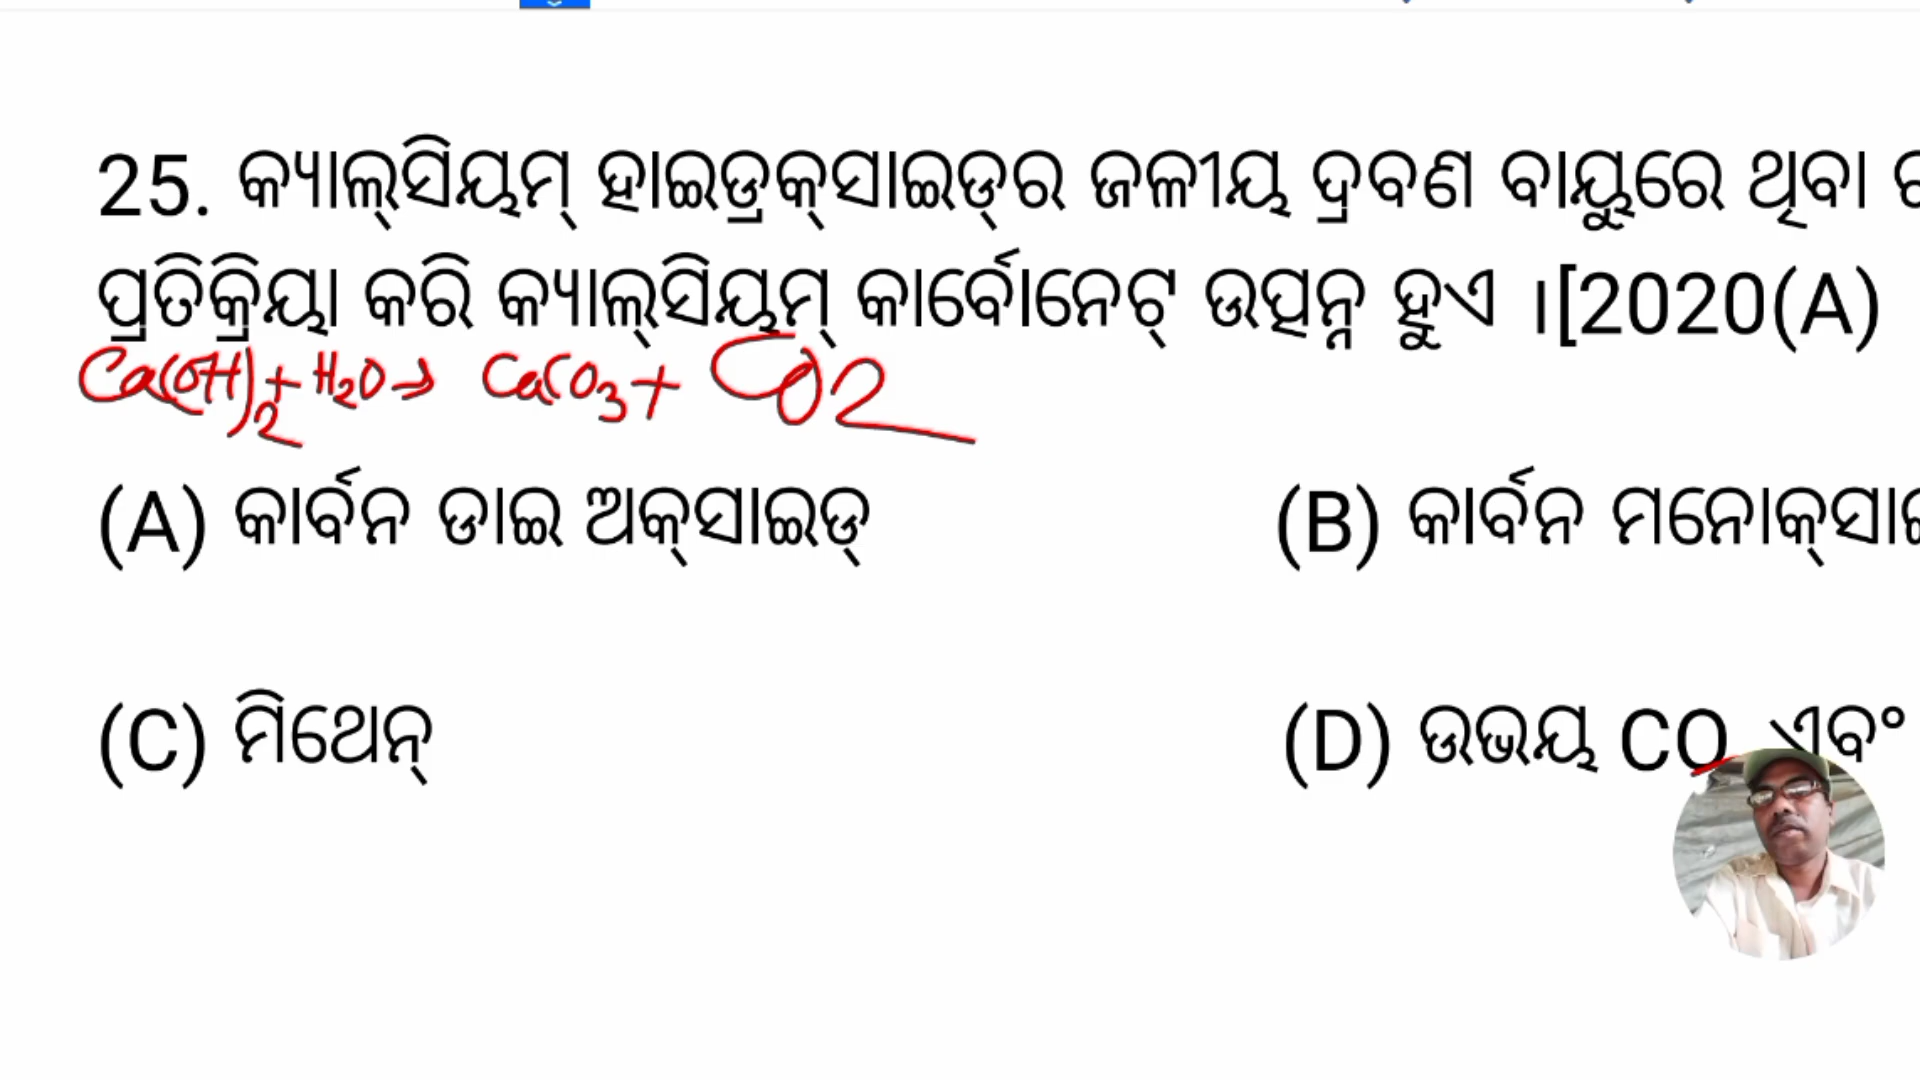 25. କ୍ୟାଲ୍‌ସିୟମ୍ ହାଇଡ୍ରକ୍‌ସାଇଡ୍‌ର ଜଳୀୟ ଦ୍ରବଣ ବାୟୁରେ ଥିବା
ପ୍ରତିକ୍ରିୟା କରି କ୍ୟାଲ୍‌ସିୟମ୍ କାର୍ବୋନେଟ୍ ଉତ୍ପନ୍ନ ହୁଏ ।[2020(A)
Ca(OH)2 + H2O → CaCO3 + CO2
(A) କାର୍ବନ ଡାଇ ଅକ୍‌ସାଇଡ୍ (B) କାର୍ବନ
(C) ମିଥେନ୍ (D) ଉଭୟ CO ଏବଂ